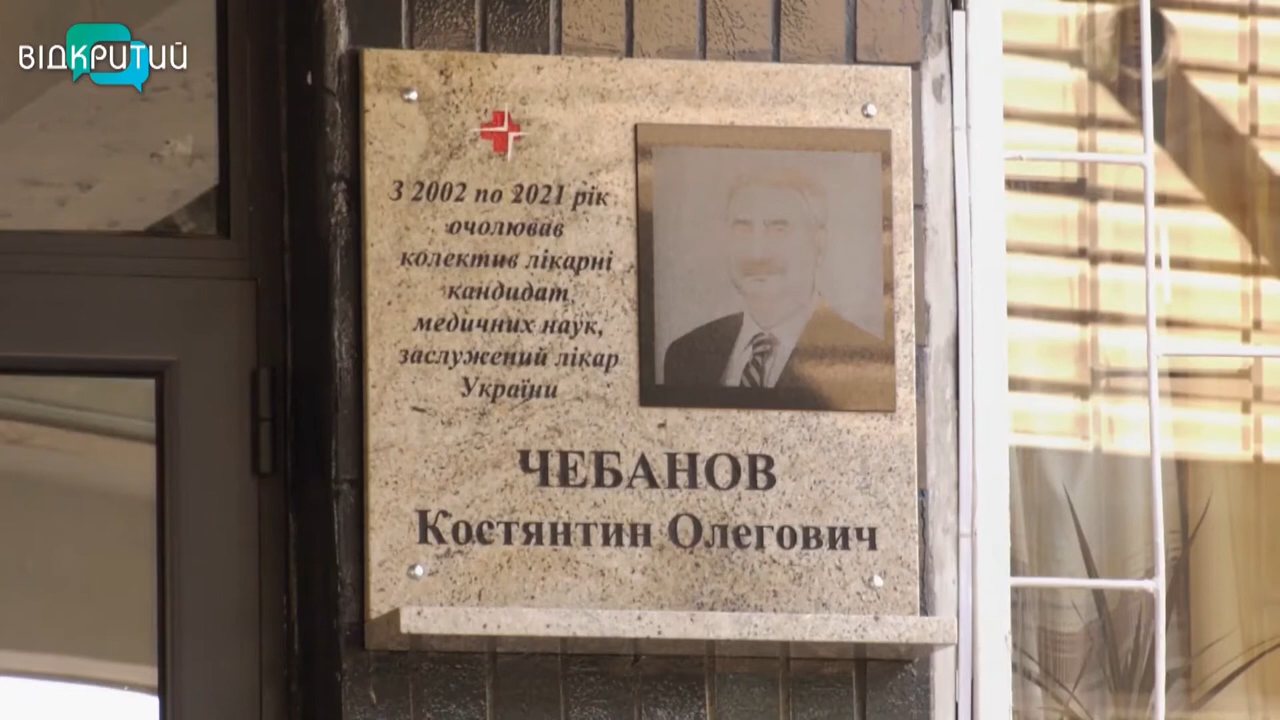 ВІДКРИТИЙ
З 2002 по 2021 рік
очолював
колектив лікарні
кандидат
медичних наук,
заслужений лікар
України
ЧЕБАНОВ
Костянтин Олегович